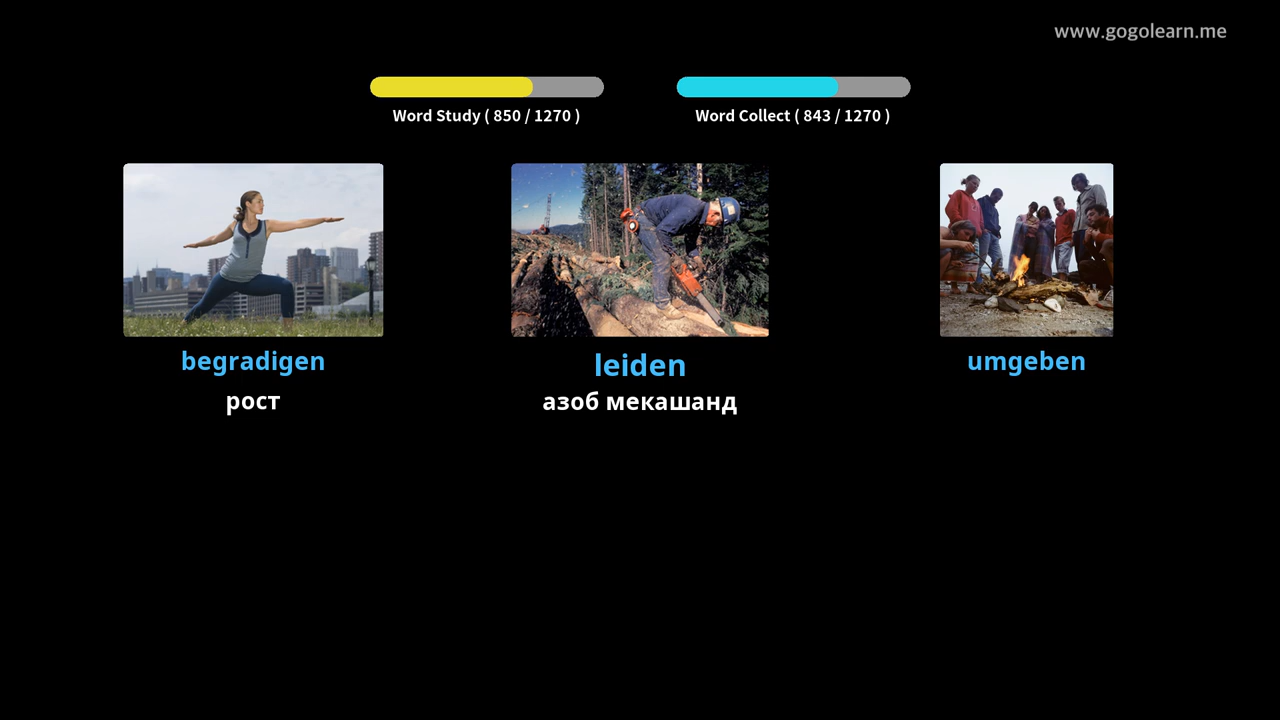 www.gogolearn.me
Word Study ( 850 / 1270 )
Word Collect ( 843 / 1270 )
begradigen
leiden
umgeben
рост
азоб мекашанд